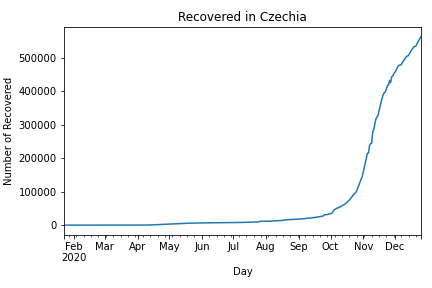 Recovered in Czechia
Number of Recovered
500000
400000
300000
200000
100000
0
Feb Mar Apr May Jun Jul Aug Sep Oct Nov Dec
2020
Day